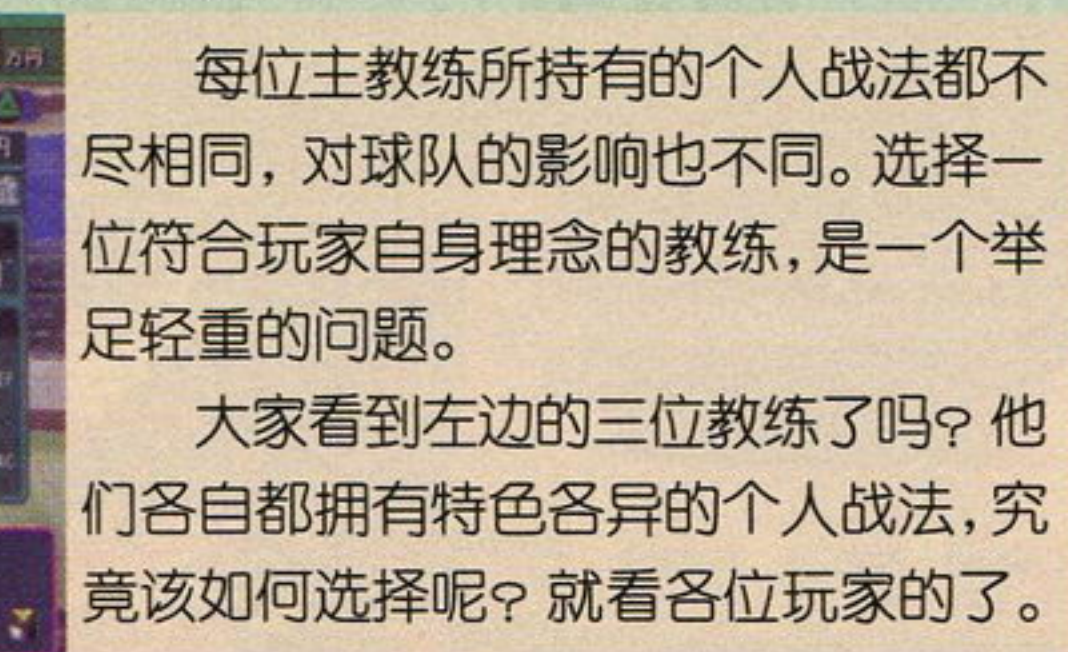 万円
每位主教练所持有的个人战法都不
尽相同，对球队的影响也不同。选择一
位符合玩家自身理念的教练，是一个举
足轻重的问题。
大家看到左边的三位教练了吗？他
们各自都拥有特色各异的个人战法，究
竟该如何选择呢？就看各位玩家的了。